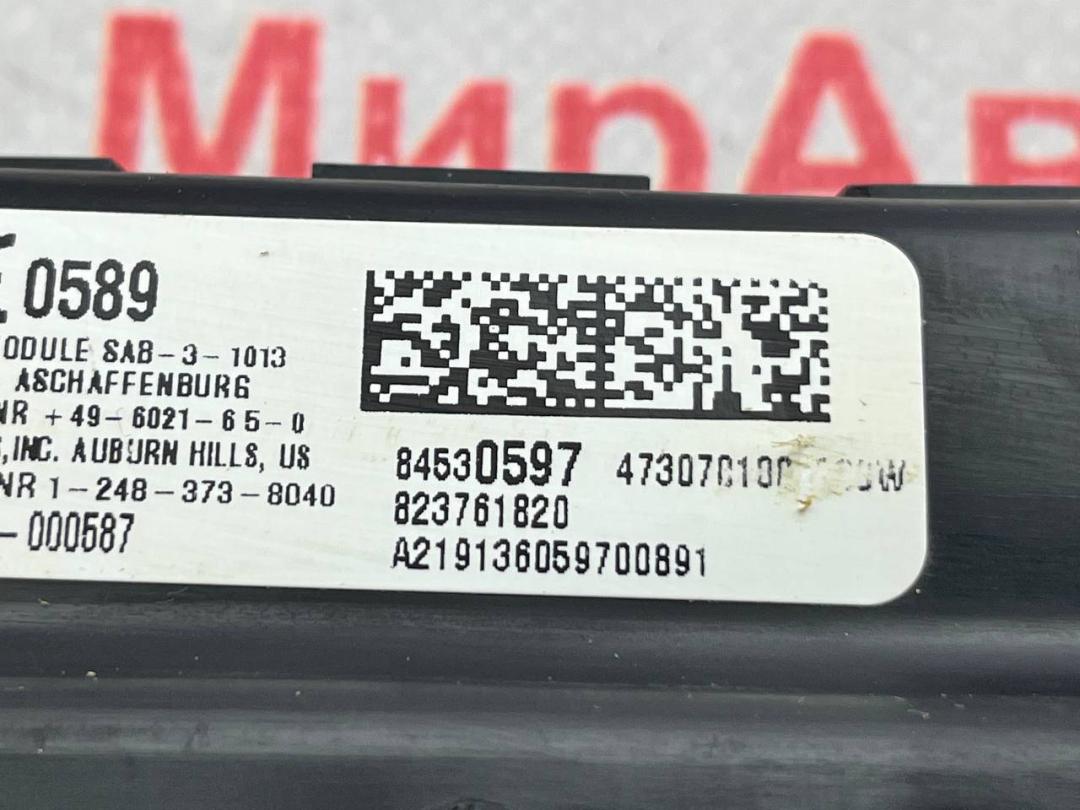 МирАв
0589
ODULE SAB-3-1013
ASCHAFFENBURG
NR +49-6021-65-0
,INC. AUBURN HILLS, US
NR 1-248-373-8040
-000587
84530597
823761820
A219136059700891